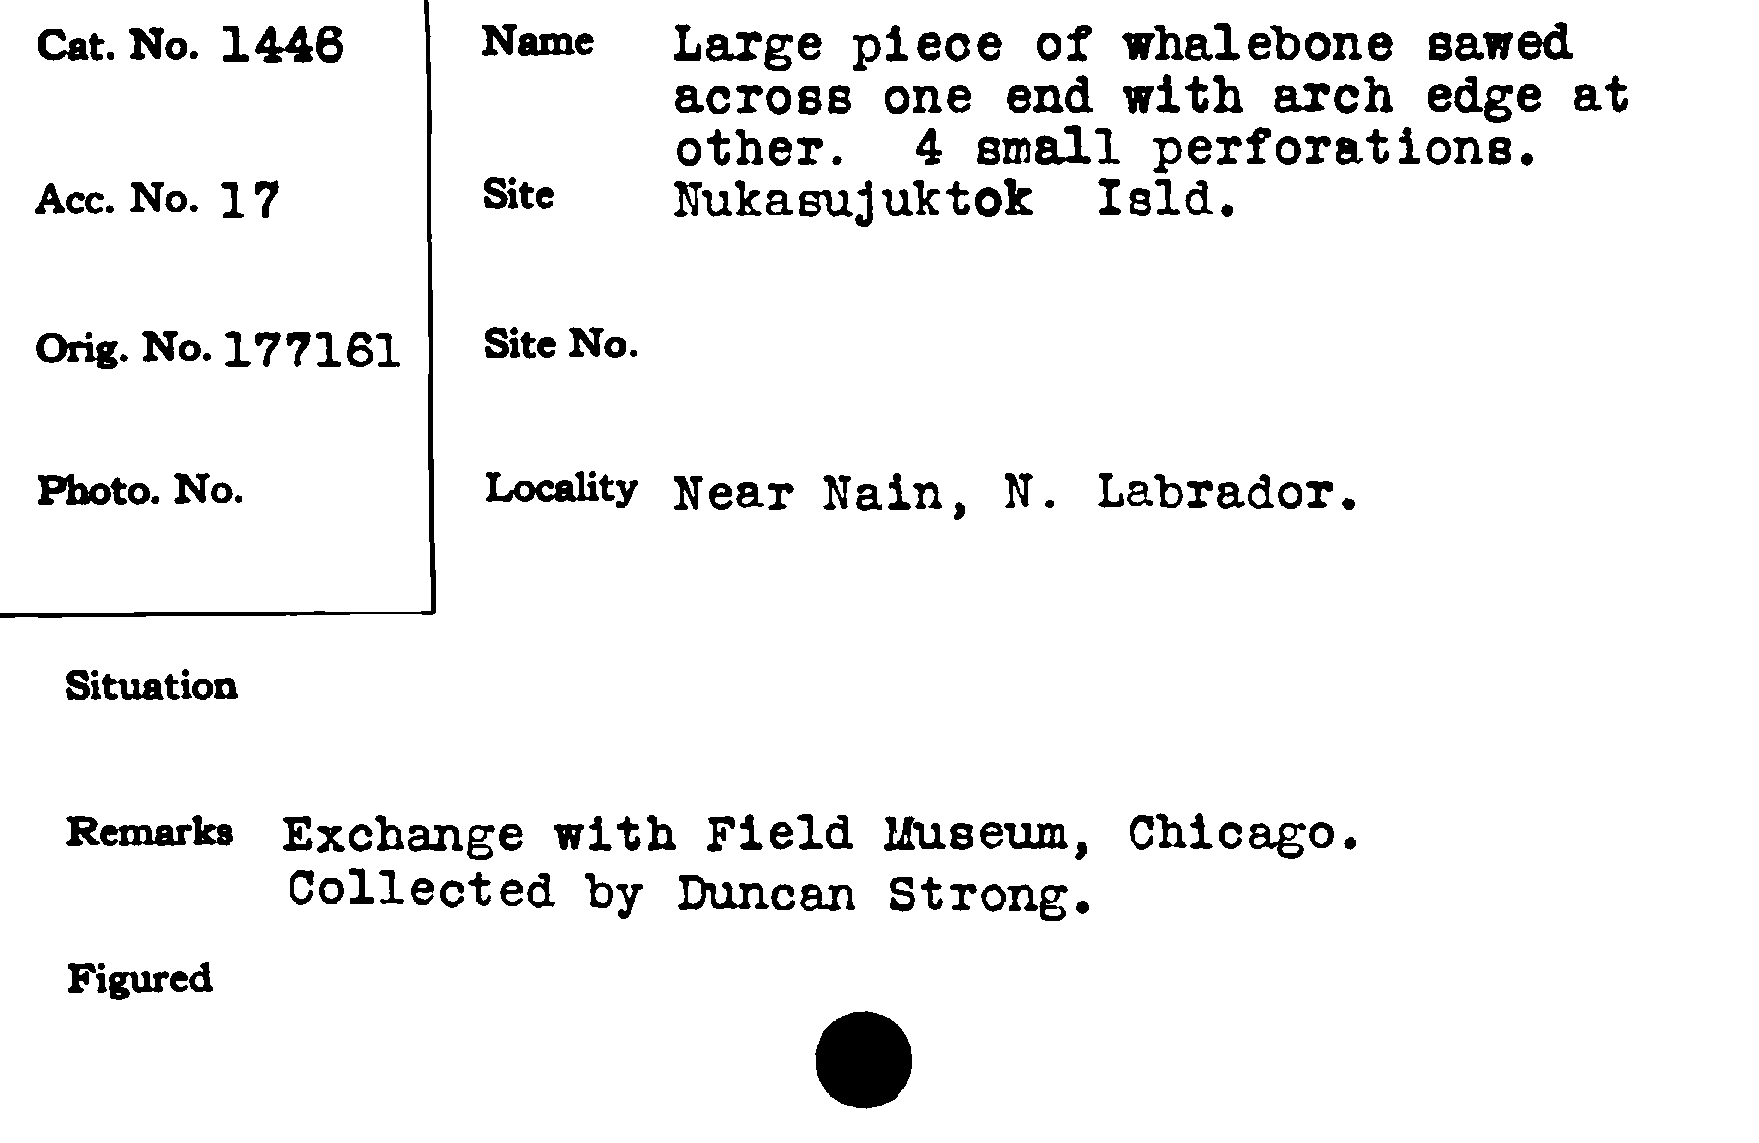 Cat. No. 1446
Name Large piece of whalebone sawed
across one end with arch edge at
other. 4 small perforations.
Acc. No. 17
Site Nukasujuktok Isld.
Orig. No. 177161
Site No.
Photo. No.
Locality Near Nain, N. Labrador.
Situation
Remarks Exchange with Field Museum, Chicago.
Collected by Duncan Strong.
Figured